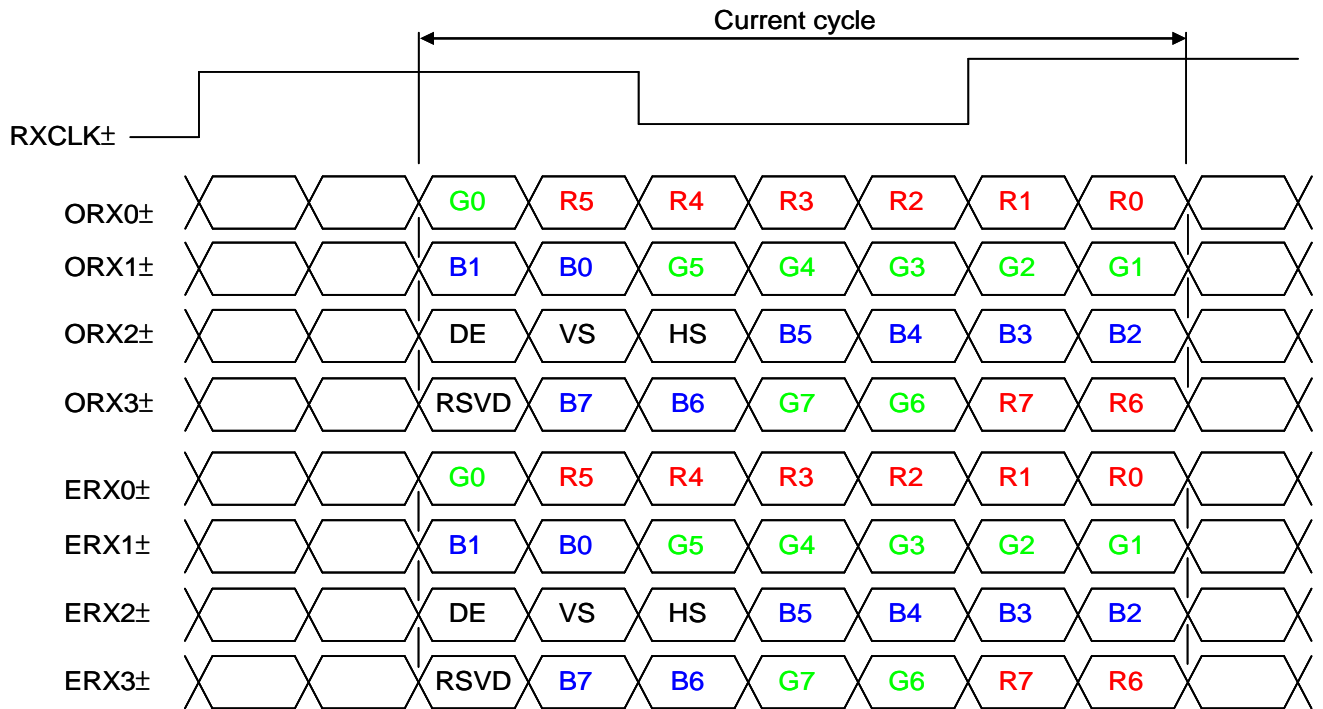 Current cycle
RXCLK±
ORX0± G0 R5 R4 R3 R2 R1 R0
ORX1± B1 B0 G5 G4 G3 G2 G1
ORX2± DE VS HS B5 B4 B3 B2
ORX3± RSVD B7 B6 G7 G6 R7 R6
ERX0± G0 R5 R4 R3 R2 R1 R0
ERX1± B1 B0 G5 G4 G3 G2 G1
ERX2± DE VS HS B5 B4 B3 B2
ERX3± RSVD B7 B6 G7 G6 R7 R6